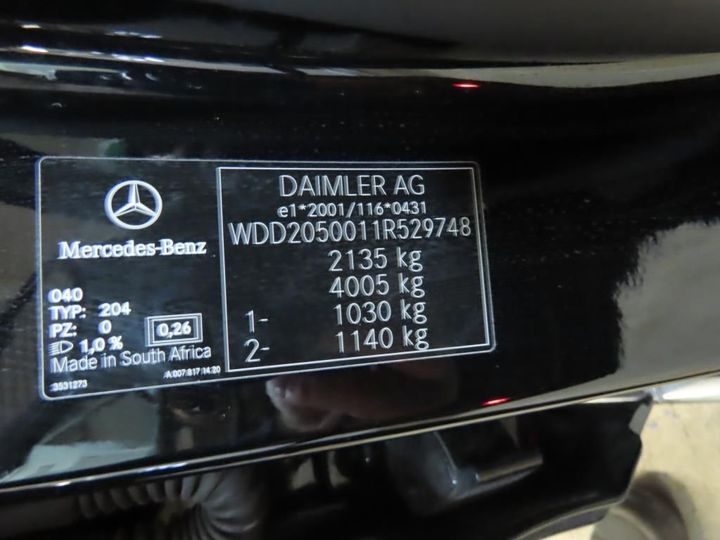 Mercedes-Benz
040
TYP: 204
PZ: 0
0,26
1,0 %
Made in South Africa
3531273
A 007 817 14 20
DAIMLER AG
e1*2001/116*0431
WDD2050011R529748
2135 kg
4005 kg
1- 1030 kg
2- 1140 kg